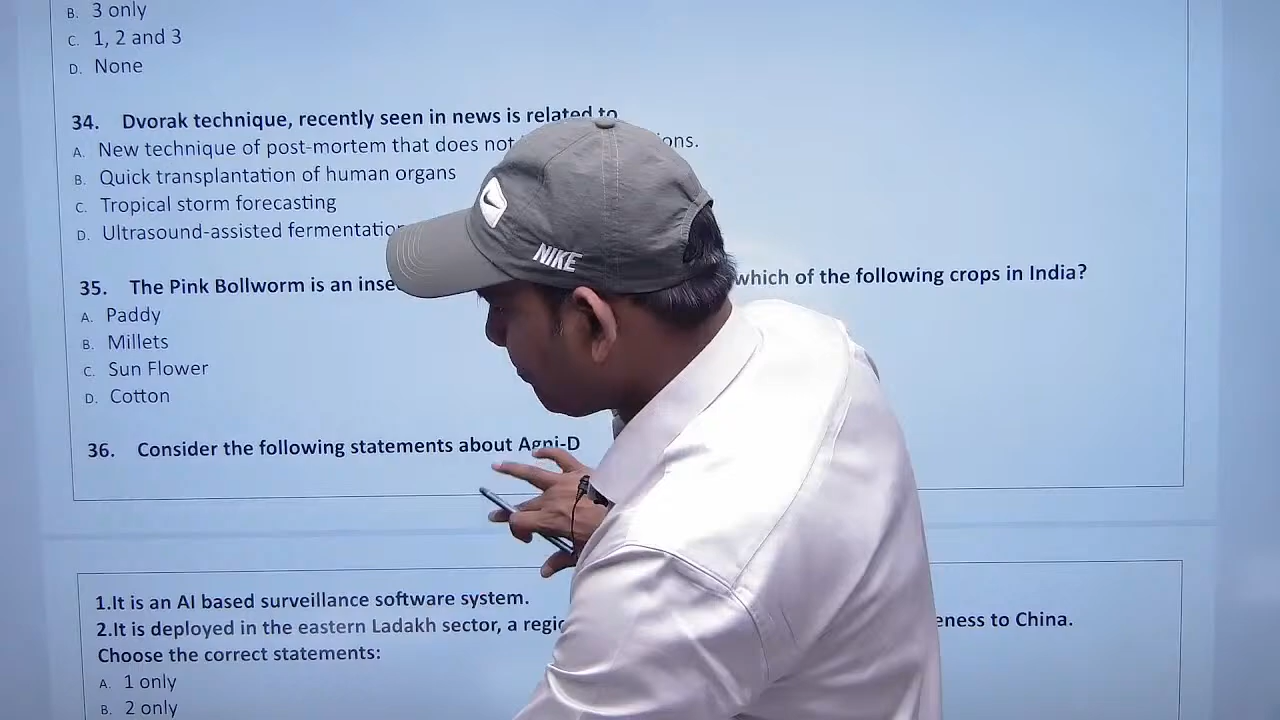 B. 3 only
C. 1, 2 and 3
D. None
34. Dvorak technique, recently seen in news is related to
A. New technique of post-mortem that does not
B. Quick transplantation of human organs
C. Tropical storm forecasting
D. Ultrasound-assisted
35. The Pink Bollworm is an which of the following crops in India?
A. Paddy
B. Millets
C. Sun Flower
D. Cotton
36. Consider the following statements about Agni-D
1.It is an AI based surveillance software system.
2.It is deployed in the eastern Ladakh sector, a to China.
Choose the correct statements:
A. 1 only
B. 2 only
NIKE